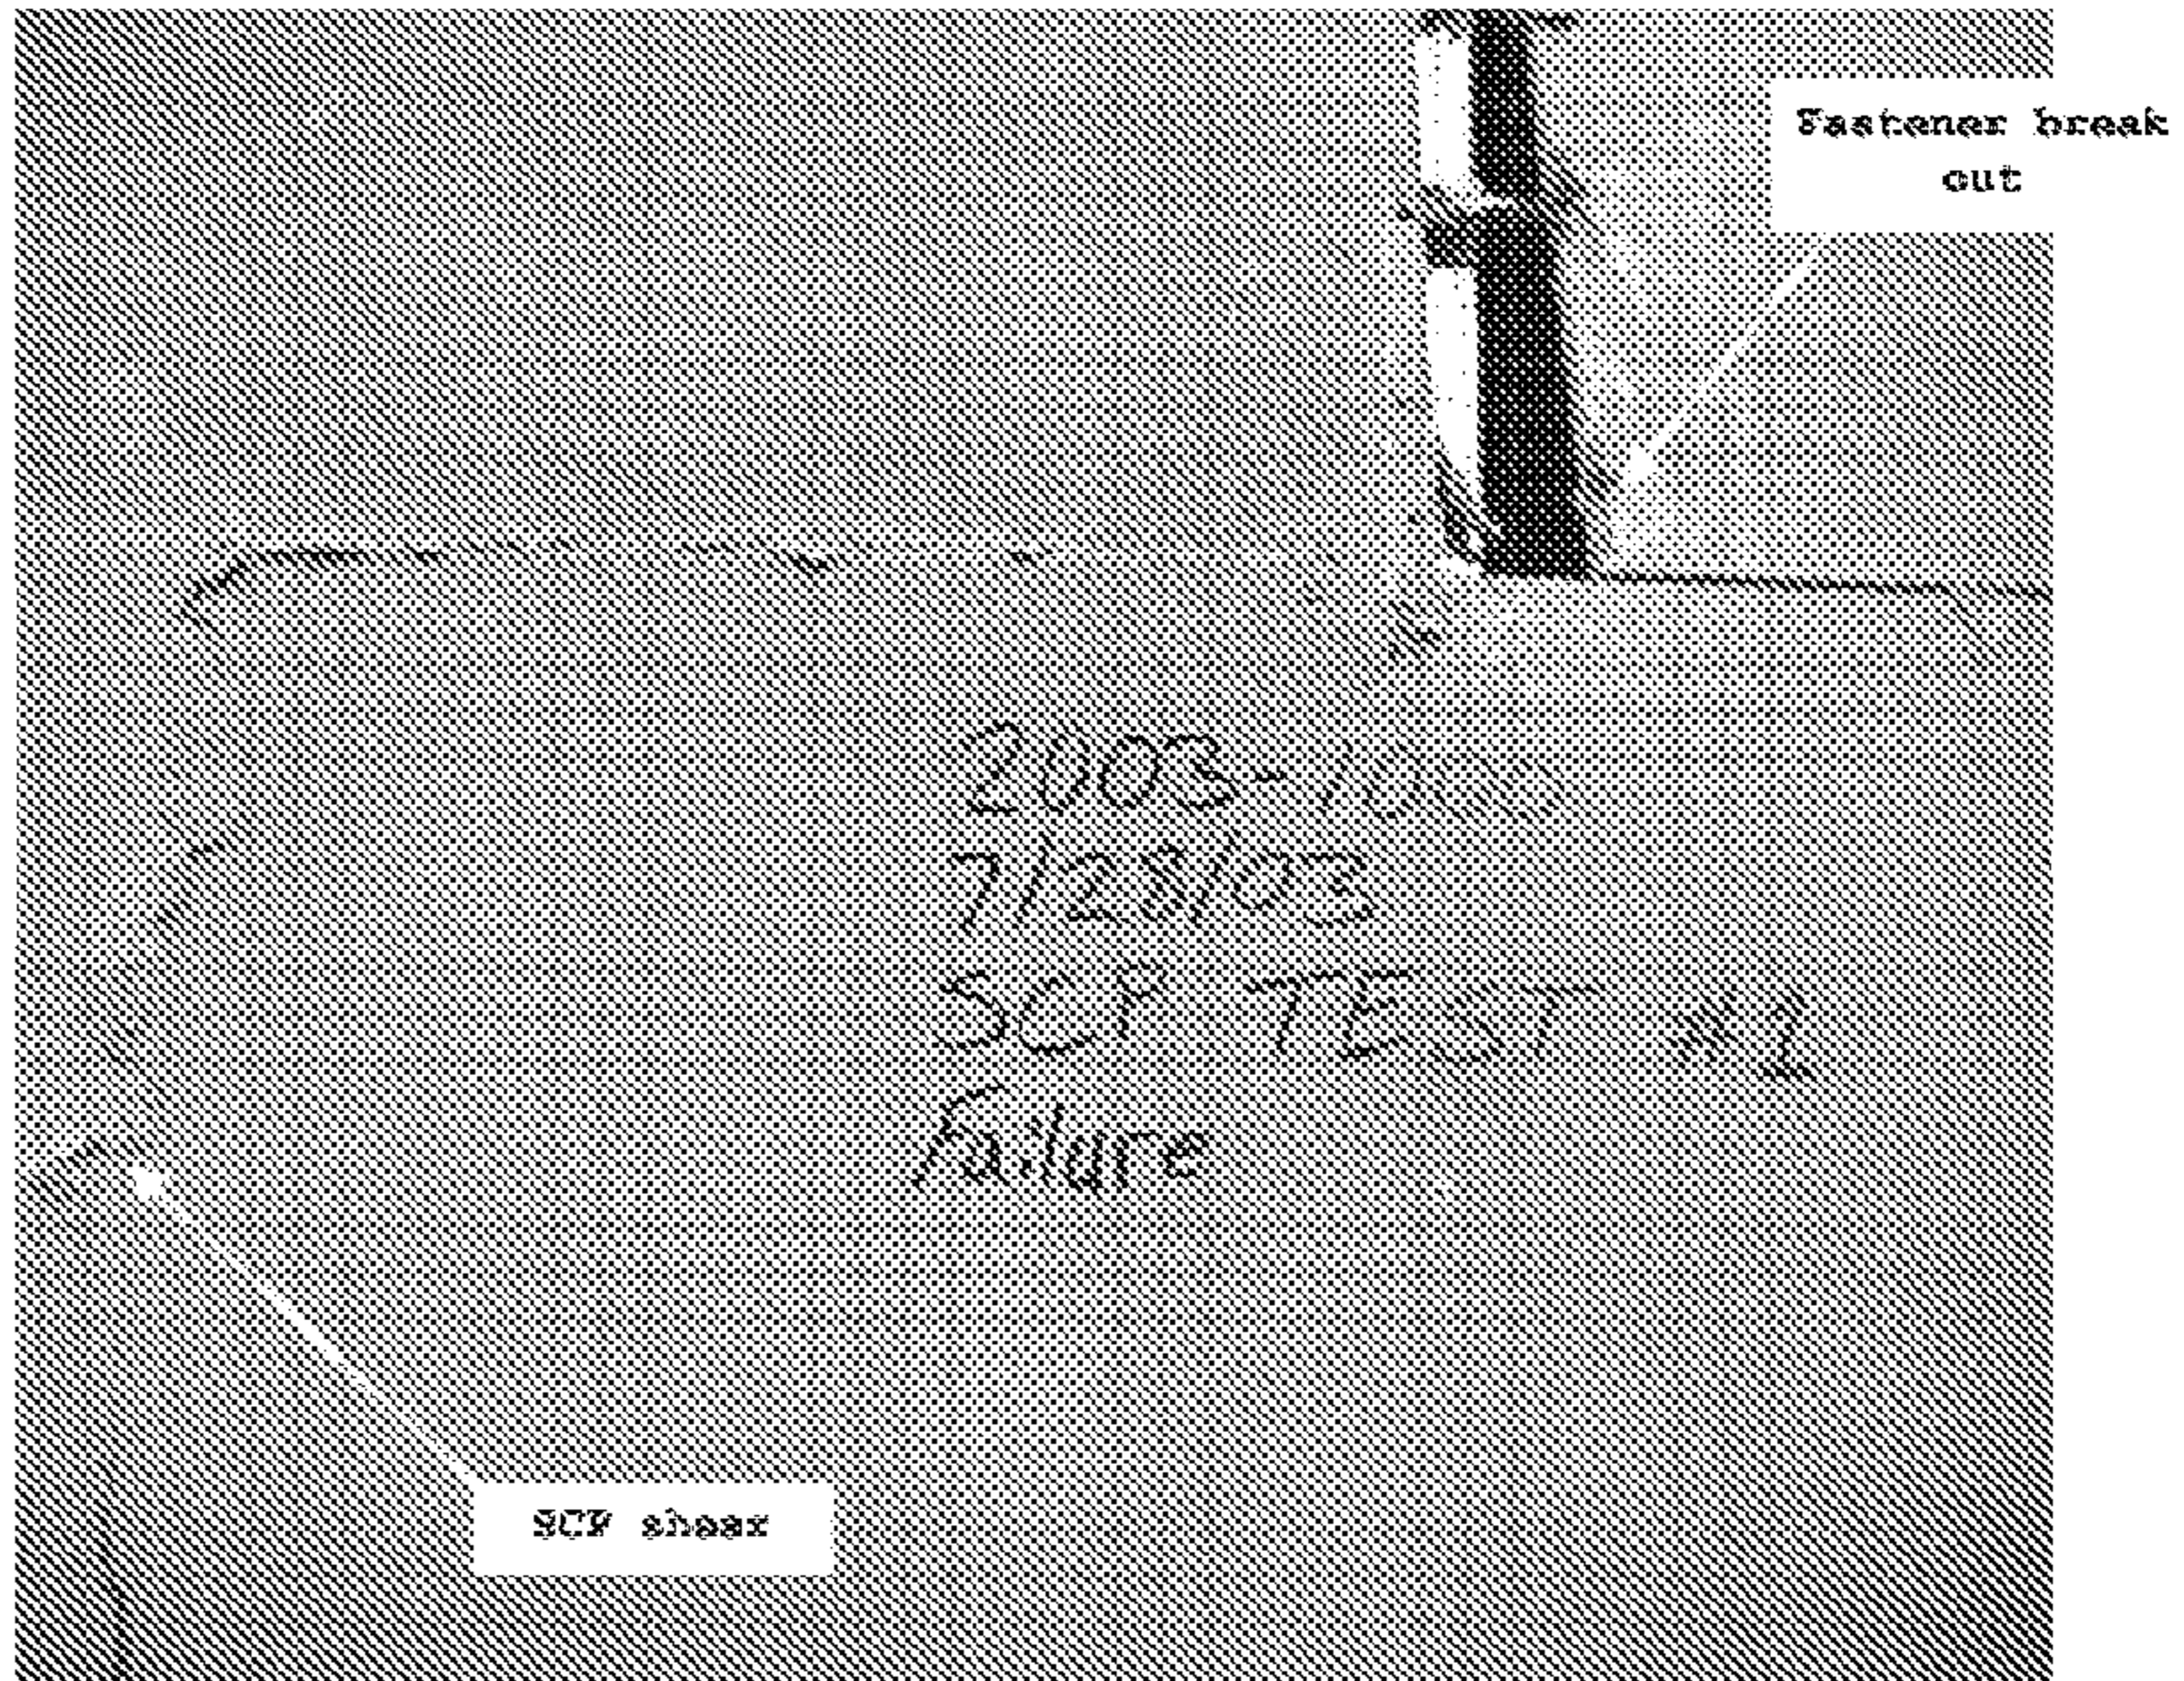 Fastener break
out
7/28/03
SCF TEST #1
Failure
SCF shear